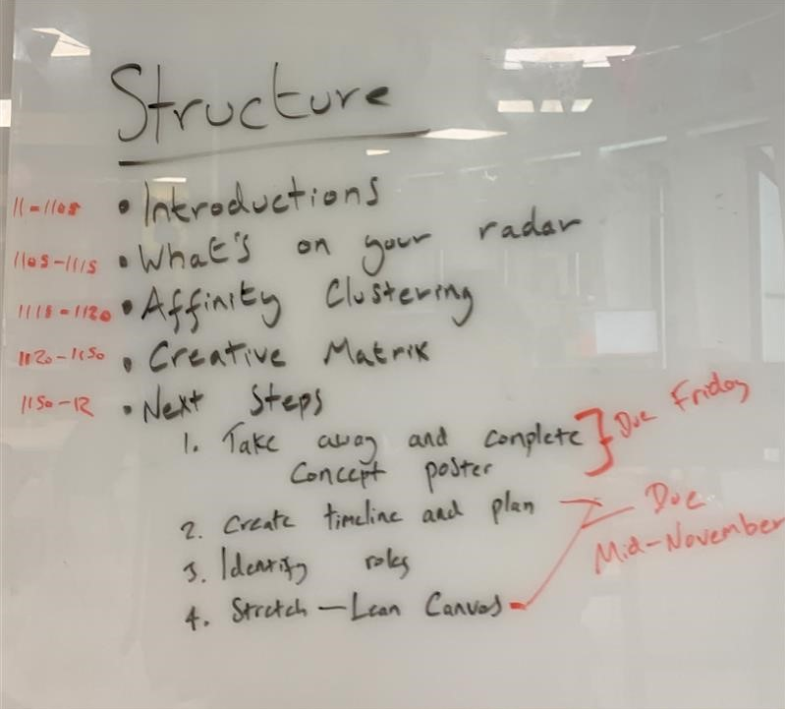 Structure
11-1105 • Introductions
1105-1115 • What's on your radar
1115-1120 • Affinity Clustering
1120-1150 • Creative Matrix
1150-12 • Next Steps
1. Take away and complete } Due Friday
Concept poster
2. Create timeline and plan
Due
Mid-November
3. Identify roles
4. Stretch - Lean Canvas